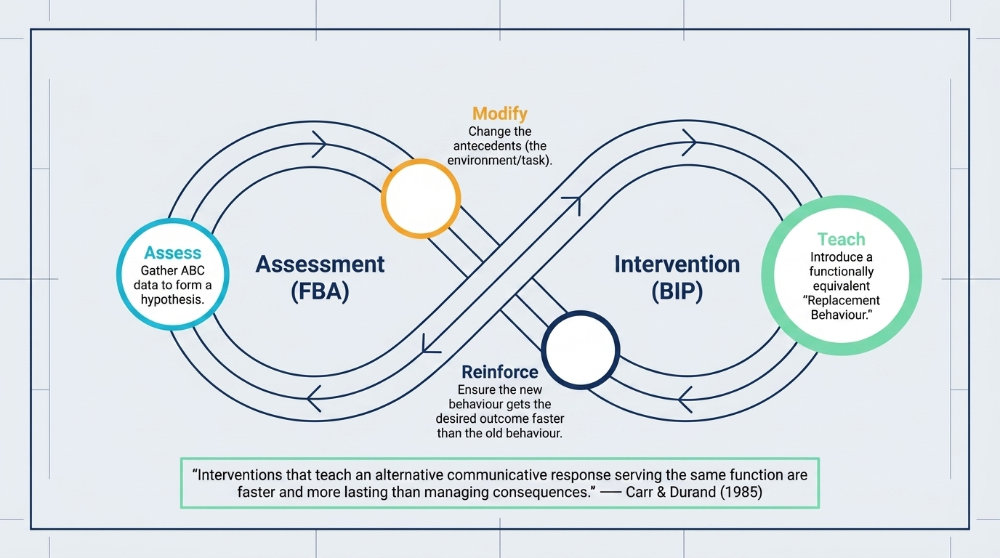 Modify
Change the
antecedents (the
environment/task).
Assess
Gather ABC
data to form a
hypothesis.
Assessment
(FBA)
Intervention
(BIP)
Teach
Introduce a
functionally
equivalent
"Replacement
Behaviour."
Reinforce
Ensure the new
behaviour gets the
desired outcome faster
than the old behaviour.
“Interventions that teach an alternative communicative response serving the same function are
faster and more lasting than managing consequences.” — Carr & Durand (1985)